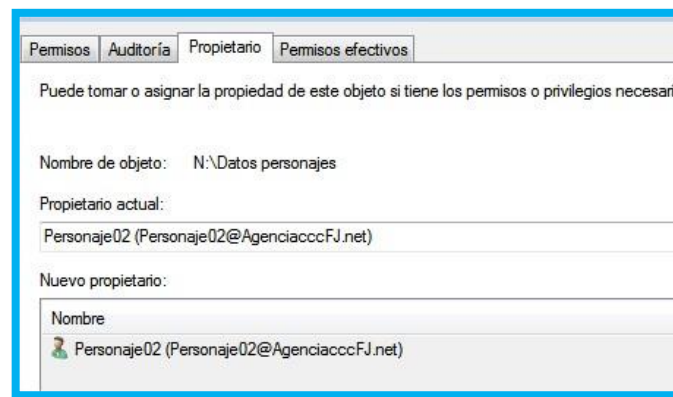 Permisos Auditoría Propietario Permisos efectivos
Puede tomar o asignar la propiedad de este objeto si tiene los permisos o privilegios necesari
Nombre de objeto: N:\Datos personajes
Propietario actual:
Personaje02 (Personaje02@AgenciacccFJ.net)
Nuevo propietario:
Nombre
Personaje02 (Personaje02@AgenciacccFJ.net)